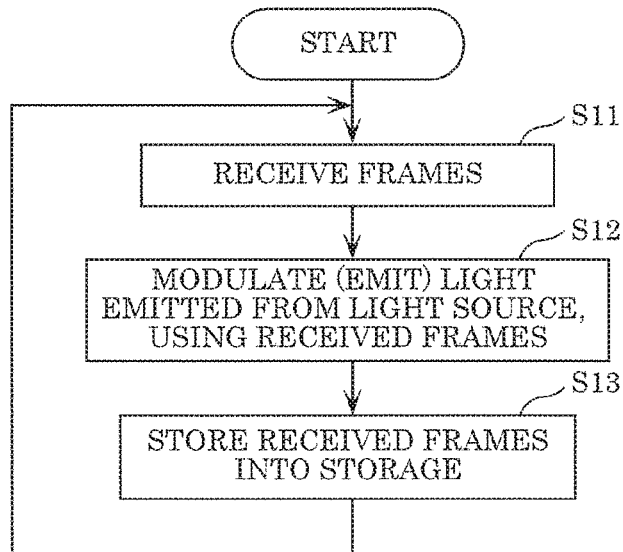 START
S11
RECEIVE FRAMES
S12
MODULATE (EMIT) LIGHT
EMITTED FROM LIGHT SOURCE,
USING RECEIVED FRAMES
S13
STORE RECEIVED FRAMES
INTO STORAGE